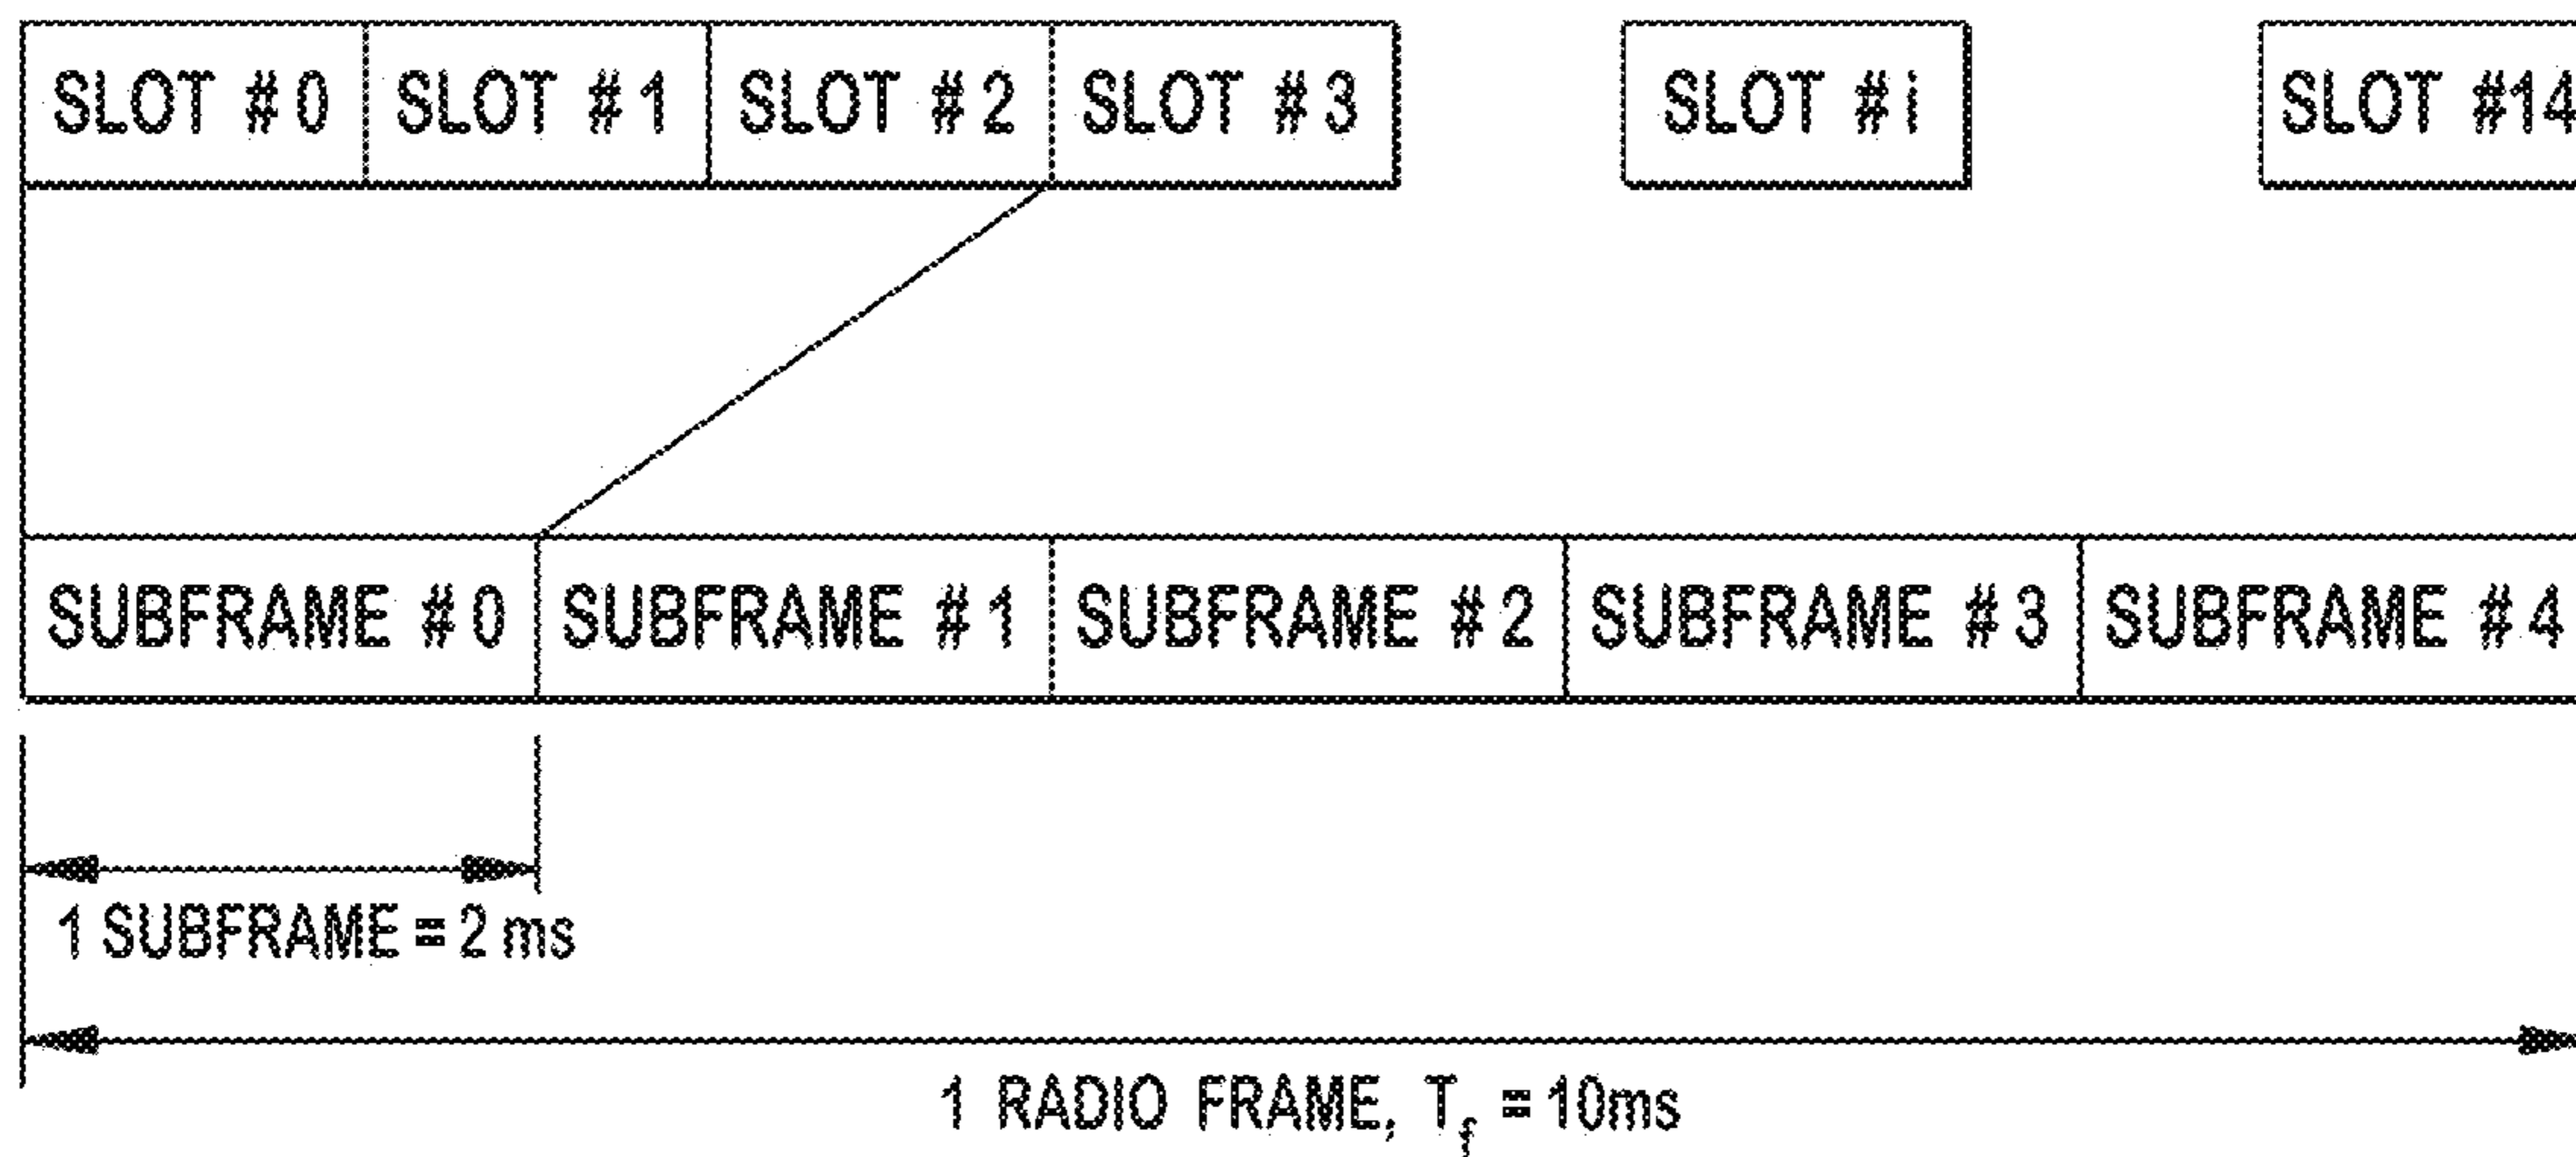 SLOT #0 SLOT #1 SLOT #2 SLOT #3 SLOT #i SLOT #14
SUBFRAME #0 SUBFRAME #1 SUBFRAME #2 SUBFRAME #3 SUBFRAME #4
1 SUBFRAME = 2 ms
1 RADIO FRAME, Tf = 10ms